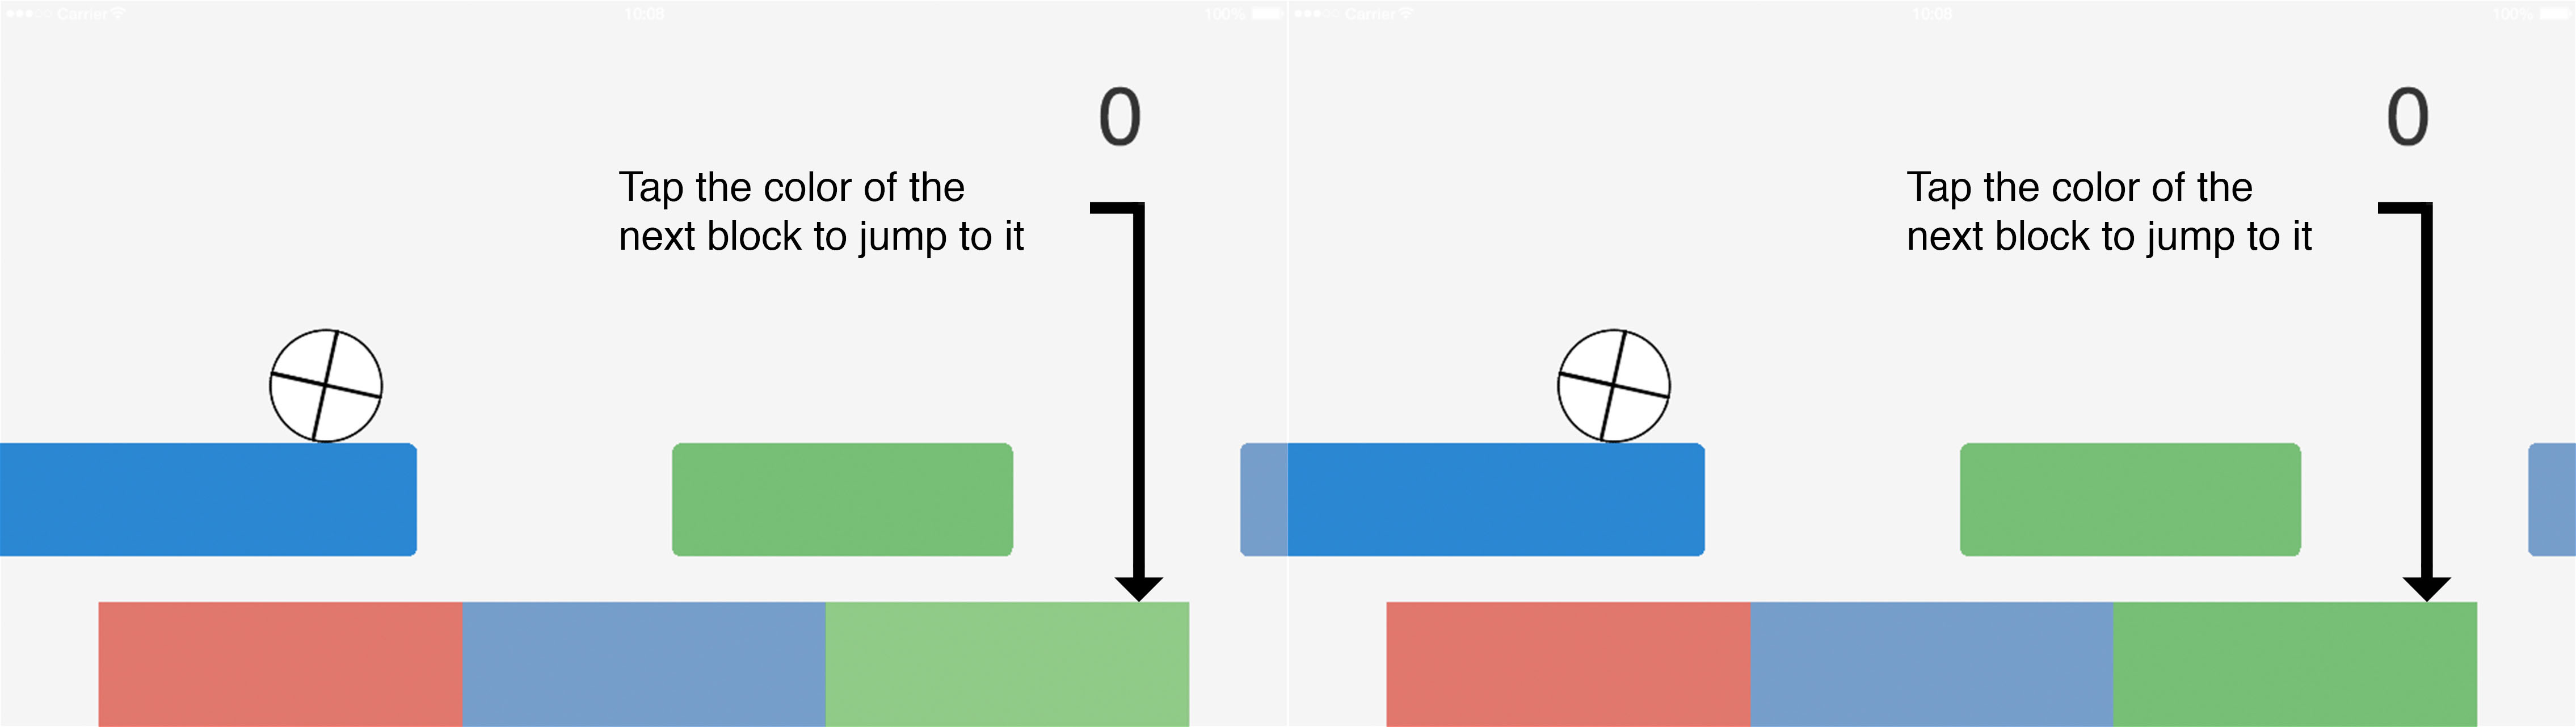 Carrier 10:08 100%
0
Tap the color of the
next block to jump to it
Carrier 10:08 100%
0
Tap the color of the
next block to jump to it